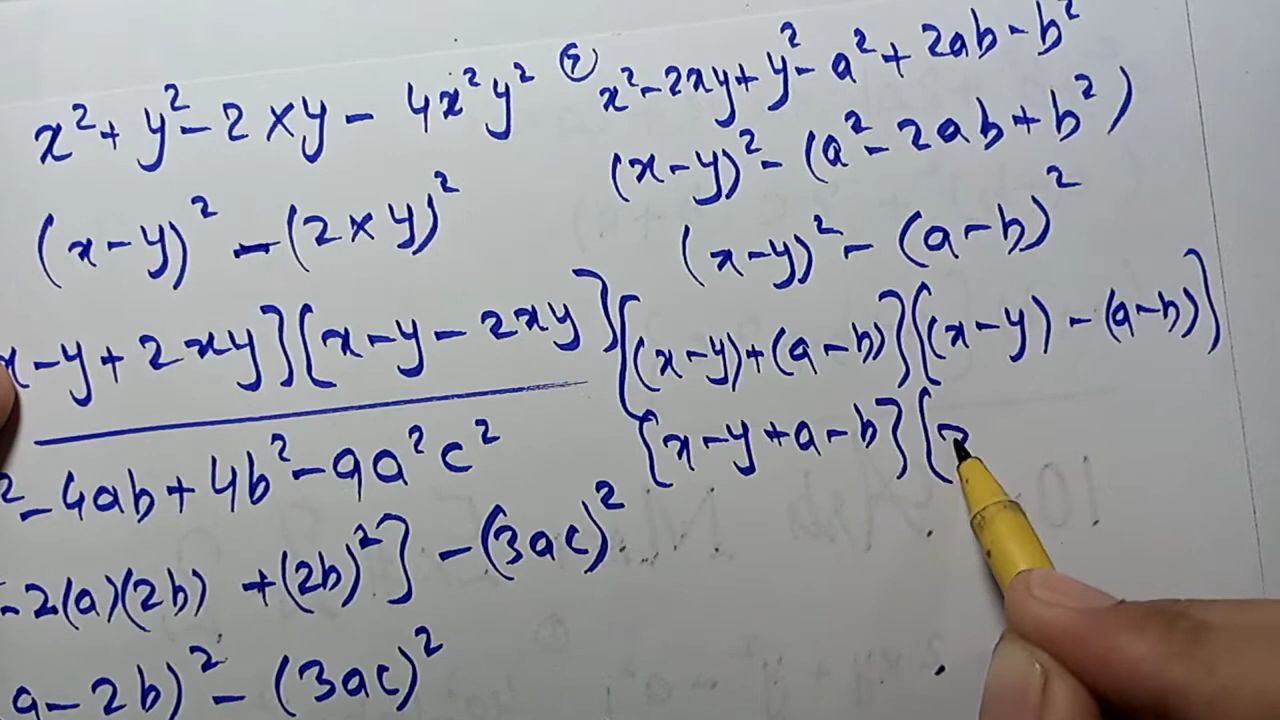 x² + y² - 2xy - 4x²y²
(x-y)² - (2xy)²
x-y+2xy][x-y-2xy]
² - 4ab + 4b² - 9a²c²
-2(a)(2b) + (2b)²] - (3ac)²
a-2b)² - (3ac)²
x² - 2xy + y² - a² + 2ab - b²
(x-y)² - (a² - 2ab + b²)
(x-y)² - (a-b)²
[(x-y)+(a-b)][(x-y)-(a-b)]
[x-y+a-b][